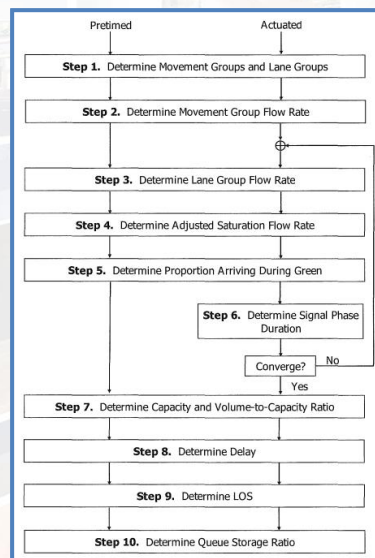 Pretimed Actuated
Step 1. Determine Movement Groups and Lane Groups
Step 2. Determine Movement Group Flow Rate
Step 3. Determine Lane Group Flow Rate
Step 4. Determine Adjusted Saturation Flow Rate
Step 5. Determine Proportion Arriving During Green
Step 6. Determine Signal Phase
Duration
Converge? No
Yes
Step 7. Determine Capacity and Volume-to-Capacity Ratio
Step 8. Determine Delay
Step 9. Determine LOS
Step 10. Determine Queue Storage Ratio